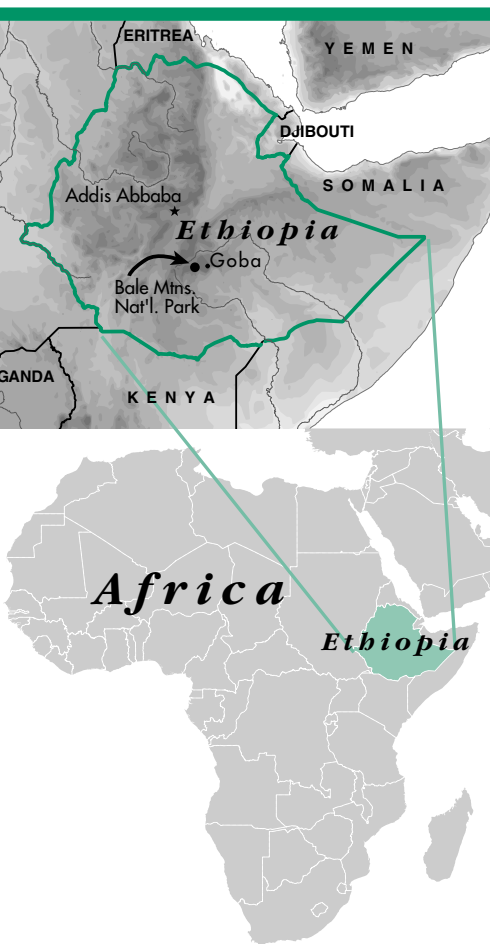 ERITREA
YEMEN
DJIBOUTI
SOMALIA
Addis Abbaba
Ethiopia
Goba
Bale Mtns.
Nat'l. Park
GANDA
KENYA
Africa
Ethiopia